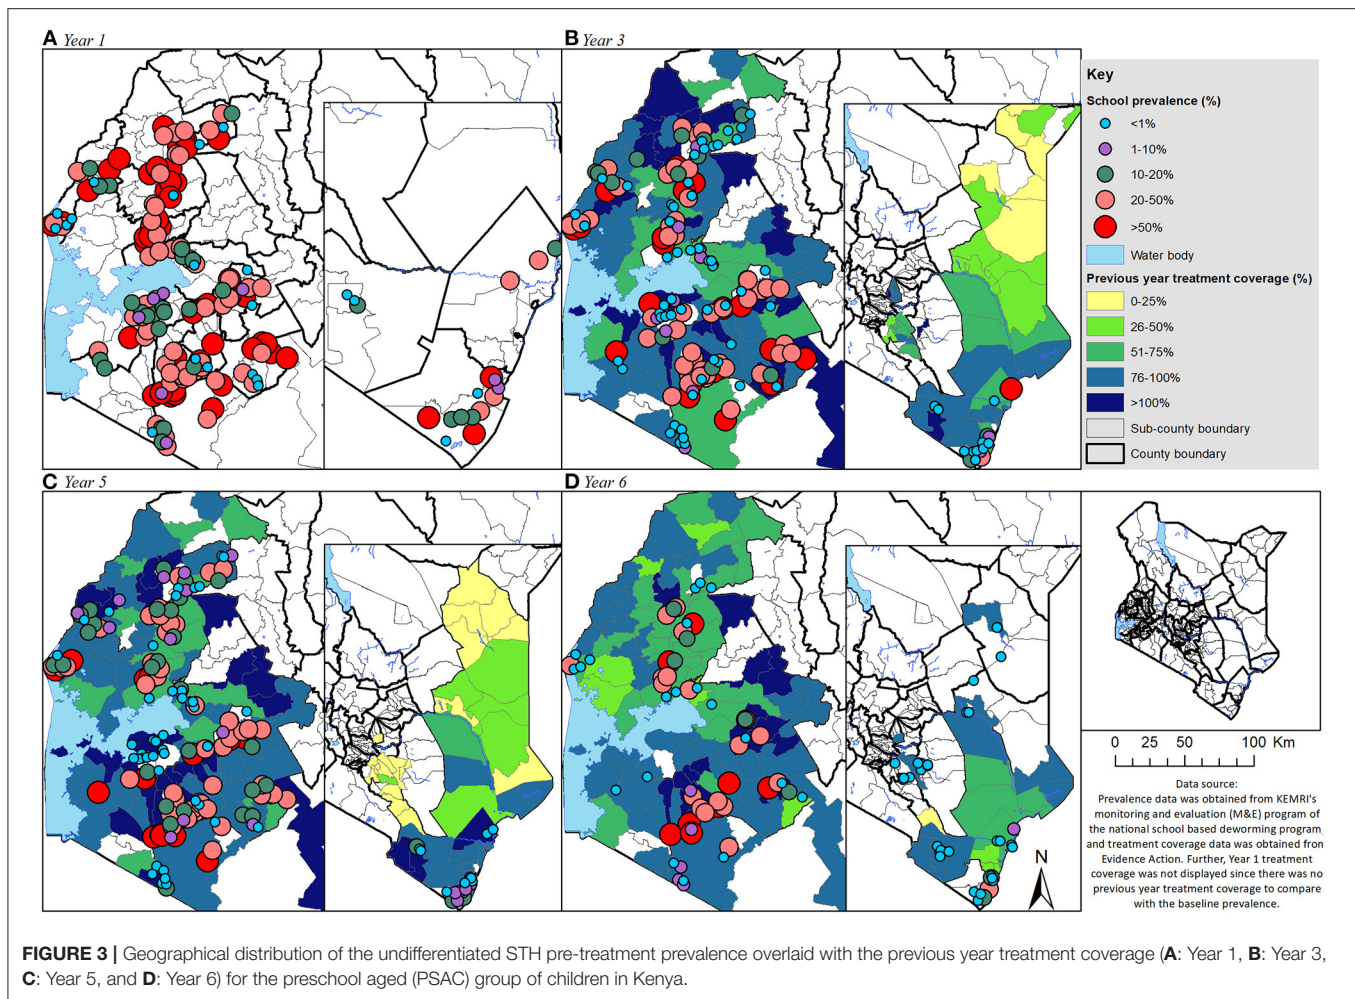 A Year 1
B Year 3
Key
School prevalence (%)
<1%
1-10%
10-20%
20-50%
>50%
Water body
Previous year treatment coverage (%)
0-25%
26-50%
51-75%
76-100%
>100%
Sub-county boundary
County boundary
C Year 5
D Year 6
N
0 25 50 100 Km
Data source:
Prevalence data was obtained from KEMRI's
monitoring and evaluation (M&E) program of
the national school based deworming program
and treatment coverage data was obtained from
Evidence Action. Further, Year 1 treatment
coverage was not displayed since there was no
previous year treatment coverage to compare
with the baseline prevalence.
FIGURE 3 | Geographical distribution of the undifferentiated STH pre-treatment prevalence overlaid with the previous year treatment coverage (A: Year 1, B: Year 3,
C: Year 5, and D: Year 6) for the preschool aged (PSAC) group of children in Kenya.